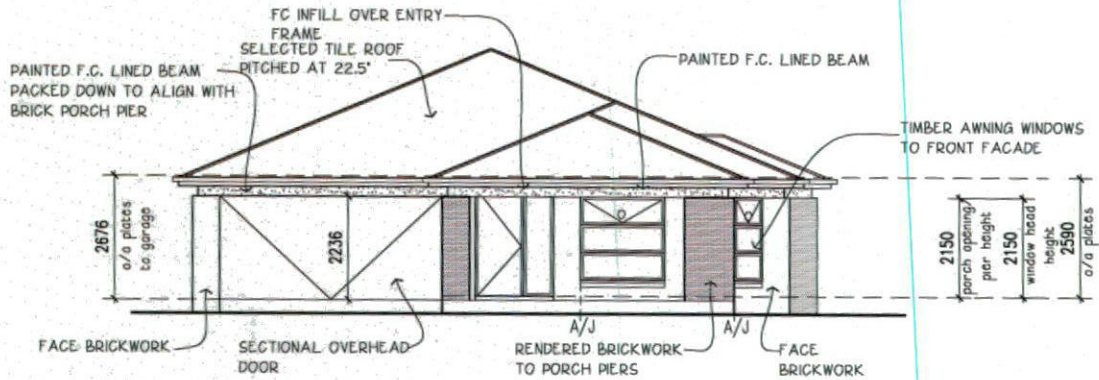 FC INFILL OVER ENTRY
FRAME
SELECTED TILE ROOF
PITCHED AT 22.5°
PAINTED F.C. LINED BEAM
PACKED DOWN TO ALIGN WITH
BRICK PORCH PIER
PAINTED F.C. LINED BEAM
TIMBER AWNING WINDOWS
TO FRONT FACADE
2676
o/a plates
to garage
2236
2150
porch opening/
pier height
2150
window head
height
2590
o/a plates
A/J
A/J
FACE BRICKWORK
SECTIONAL OVERHEAD
DOOR
RENDERED BRICKWORK
TO PORCH PIERS
FACE
BRICKWORK